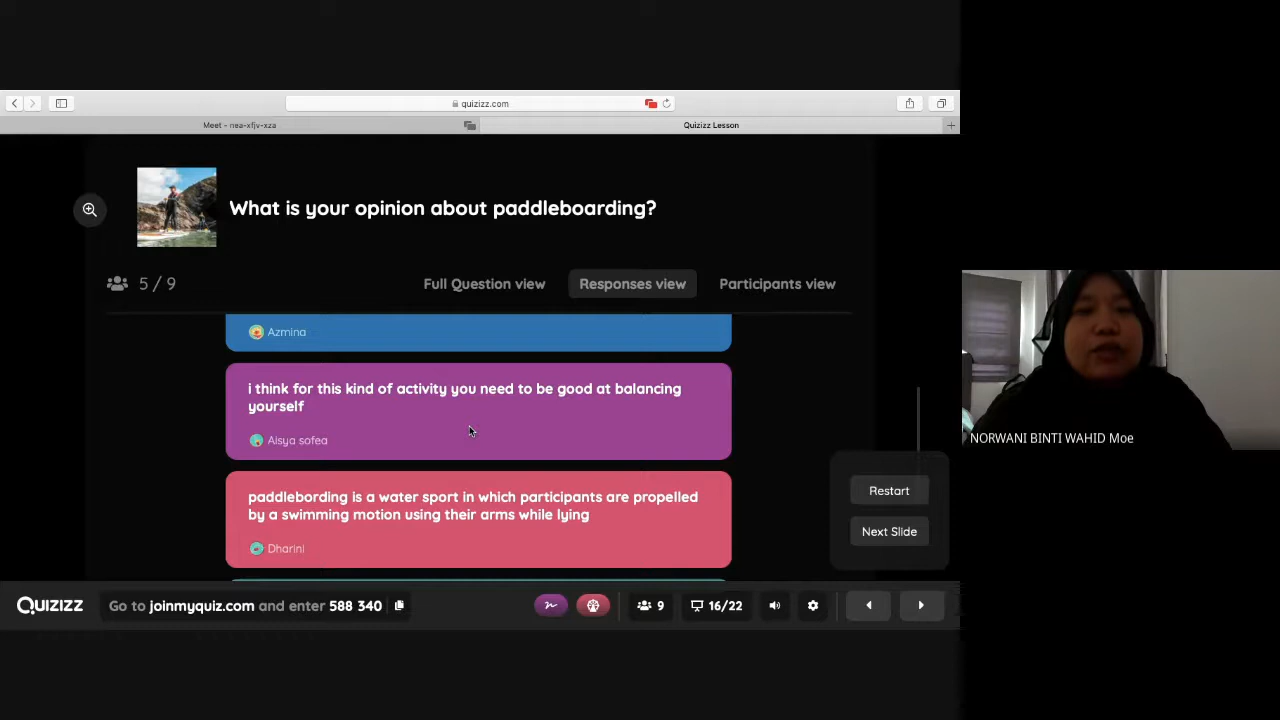 quizizz.com
Meet - nea-xfjv-xza
Quizizz Lesson
What is your opinion about paddleboarding?
5 / 9
Full Question view
Responses view
Participants view
Azmina
i think for this kind of activity you need to be good at balancing
yourself
Aisya sofea
paddlebording is a water sport in which participants are propelled
by a swimming motion using their arms while lying
Dharini
Restart
Next Slide
NORWANI BINTI WAHID Moe
QUIZIZZ
Go to joinmyquiz.com and enter 588 340
9
16/22